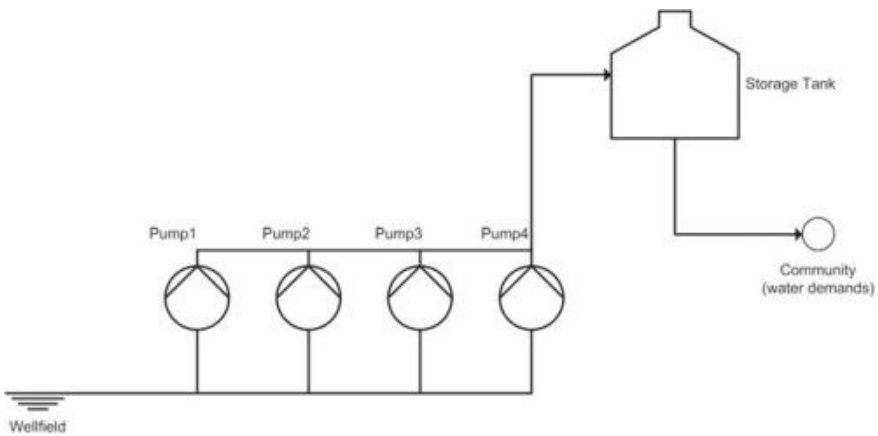 Storage Tank
Pump1 Pump2 Pump3 Pump4
Community
(water demands)
Wellfield